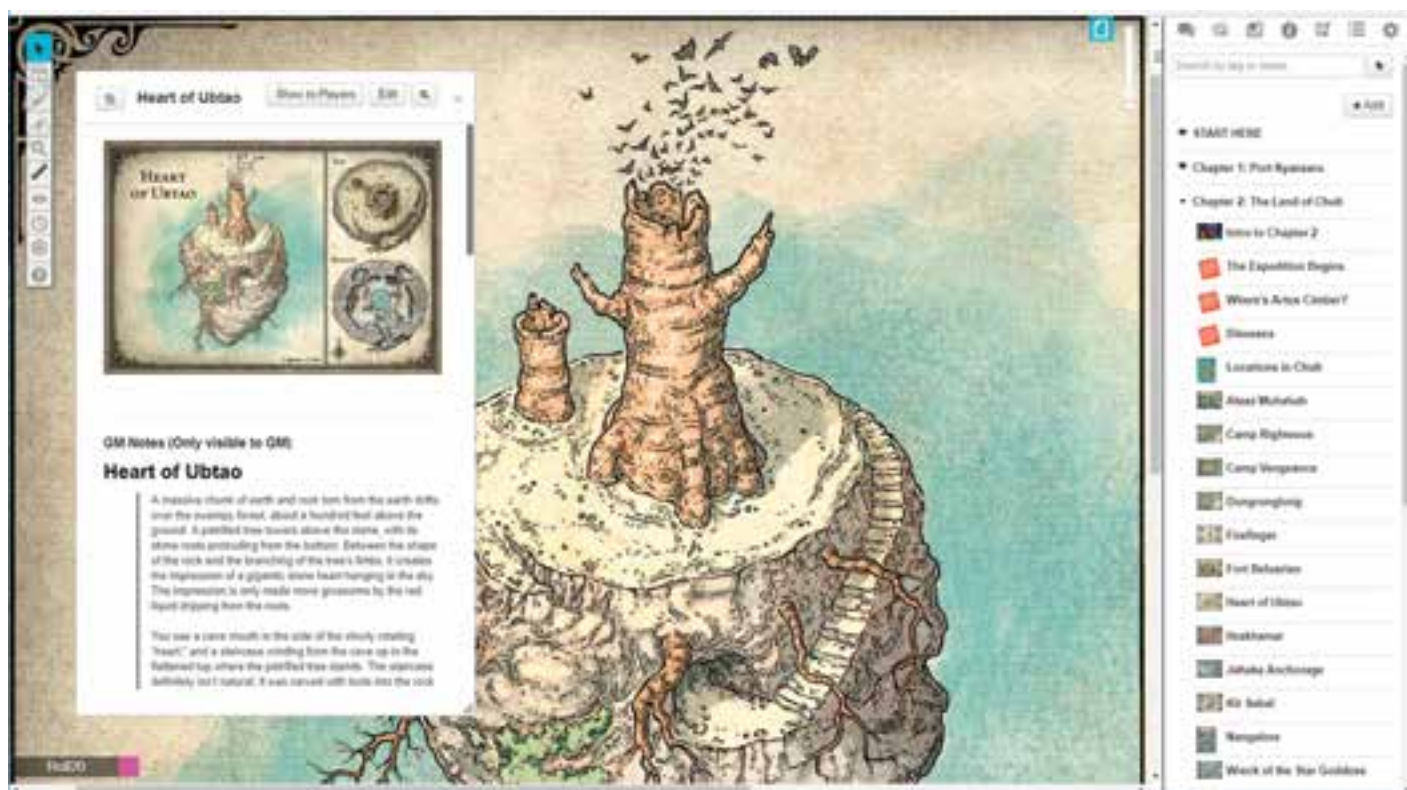 Heart of Ubtao
Show to Players
Edit
HEART
OF UBTAO
GM Notes (Only visible to GM)
Heart of Ubtao
A massive chunk of earth and rock torn from the earth drifts
over the swampy forest, about a hundred feet above the
ground. A petrified tree towers above the stone, with its
stone roots protruding from the bottom. Between the shape
of the rock and the branching of the tree's limbs, it creates
the impression of a gigantic stone heart hanging in the sky.
The impression is only made more gruesome by the red
liquid dripping from the roots.
You see a cave mouth in the side of the slowly rotating
"heart," and a staircase winding from the cave up to the
flattened top where the petrified tree stands. The staircase
definitely isn't natural; it was carved with tools into the rock
Roll20
Search by tag or name...
+ Add
START HERE
Chapter 1: Port Nyanzaru
Chapter 2: The Land of Chult
Intro to Chapter 2
The Expedition Begins
Where's Artus Cimber?
Diseases
Locations in Chult
Ataaz Muhahah
Camp Righteous
Camp Vengeance
Dungrunglung
Firefinger
Fort Beluarian
Heart of Ubtao
Hrakhamar
Jahaka Anchorage
Kir Sabal
Nangalore
Wreck of the Star Goddess